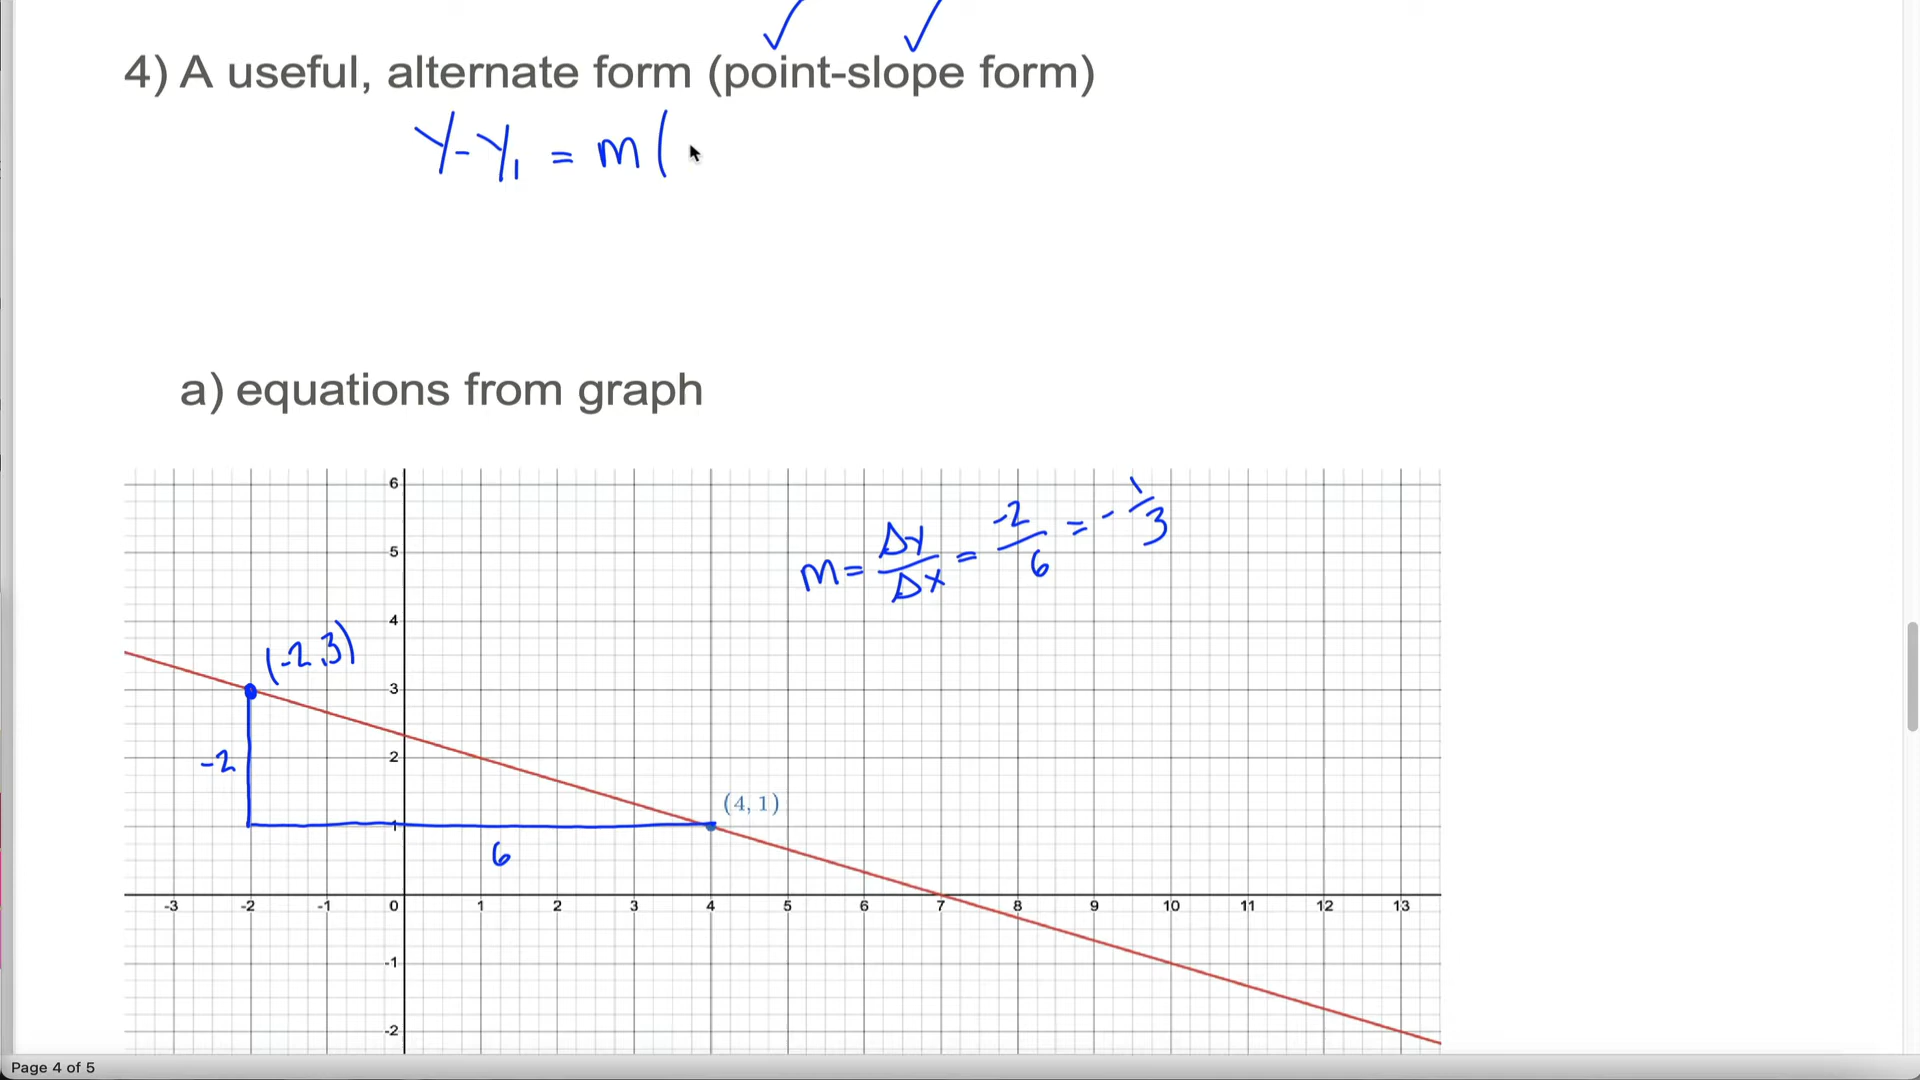 4) A useful, alternate form (point-slope form)
Y - Y₁ = m (
a) equations from graph
m = Δy/Δx = -2/6 = -1/3
6
5
4
(-2,3)
3
2
-2
(4, 1)
1
6
-3 -2 -1 0 1 2 3 4 5 6 7 8 9 10 11 12 13
-1
-2
Page 4 of 5